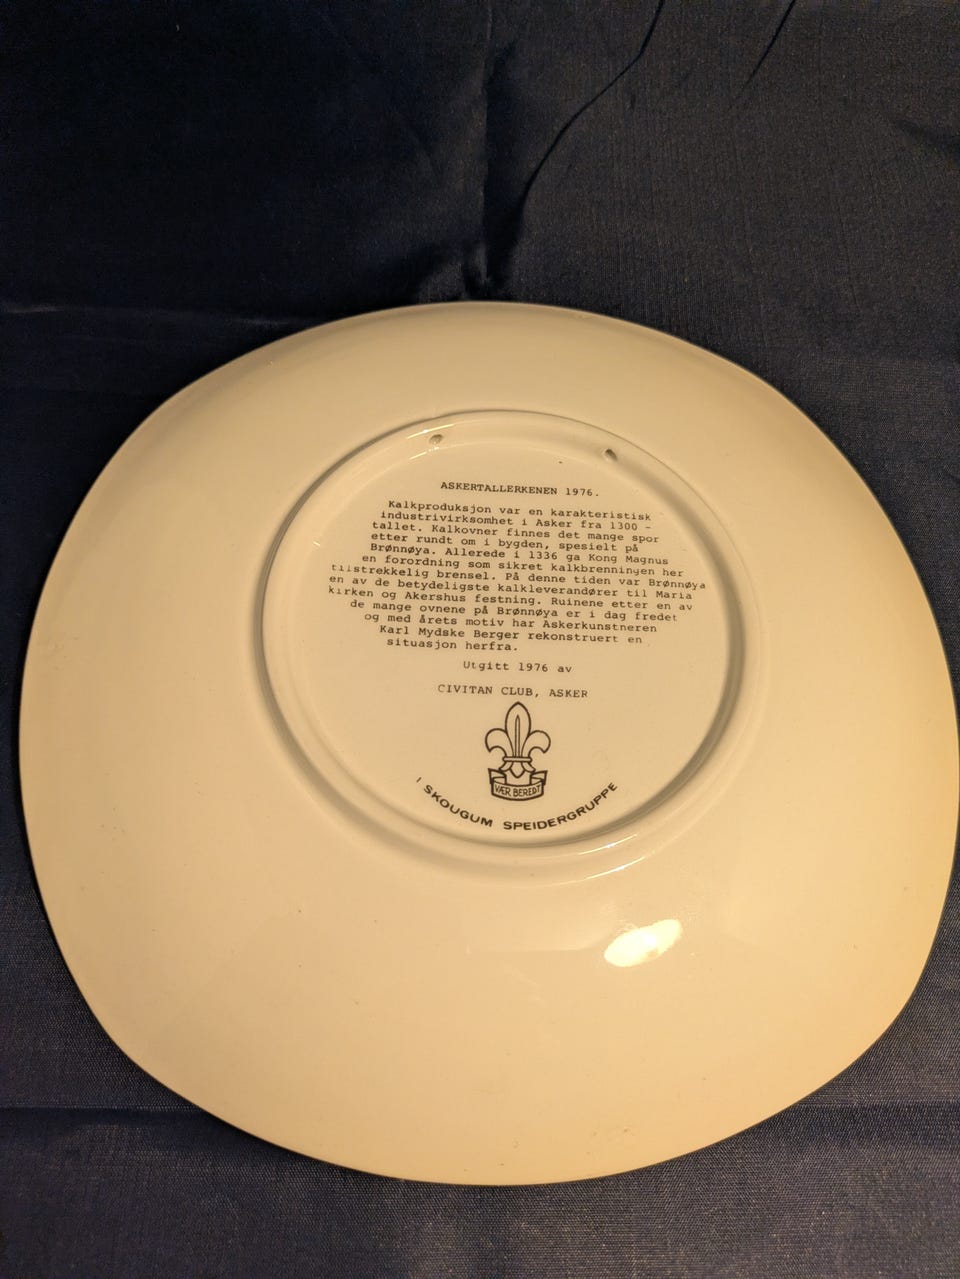 ASKERTALLERKENEN 1976.
Kalkproduksjon var en karakteristisk
industrivirksomhet i Asker fra 1300 -
tallet. Kalkovner finnes det mange spor
etter rundt om i bygden, spesielt på
Brønnøya. Allerede i 1336 ga Kong Magnus
en forordning som sikret kalkbrenningen her
tilstrekkelig brensel. På denne tiden var Brønnøya
en av de betydeligste kalkleverandører til Maria
kirken og Akershus festning. Ruinene etter en av
de mange ovnene på Brønnøya er i dag fredet
og med årets motiv har Askerkunstneren
Karl Mydske Berger rekonstruert en
situasjon herfra.
Utgitt 1976 av
CIVITAN CLUB, ASKER
VÆR BEREDT
I SKOUGUM SPEIDERGRUPPE